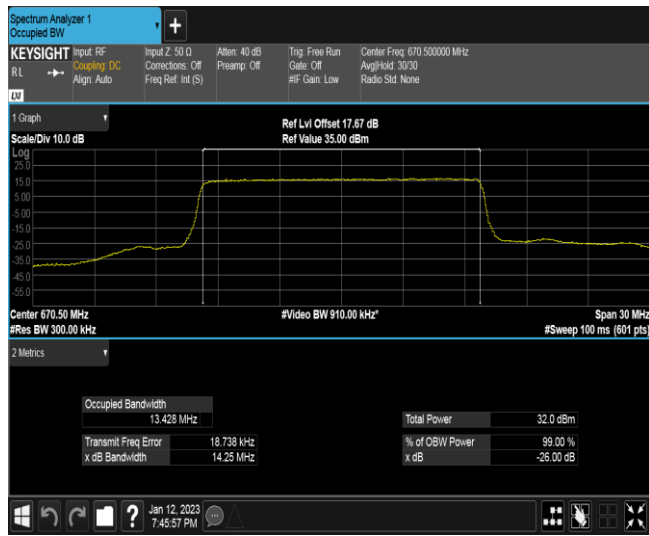 Spectrum Analyzer 1
Occupied BW
+
KEYSIGHT
R L
LXI
Input: RF
Coupling: DC
Align: Auto
Input Z: 50 Ω
Corrections: Off
Freq Ref: Int (S)
Atten: 40 dB
Preamp: Off
Trig: Free Run
Gate: Off
#IF Gain: Low
Center Freq: 670.500000 MHz
Avg|Hold: 30/30
Radio Std: None
1 Graph
Scale/Div 10.0 dB
Ref Lvl Offset 17.67 dB
Ref Value 35.00 dBm
Log
25.0
15.0
5.00
-5.00
-15.0
-25.0
-35.0
-45.0
-55.0
Center 670.50 MHz
#Res BW 300.00 kHz
#Video BW 910.00 kHz*
Span 30 MHz
#Sweep 100 ms (601 pts)
2 Metrics
Occupied Bandwidth
13.428 MHz
Transmit Freq Error 18.738 kHz
x dB Bandwidth 14.25 MHz
Total Power 32.0 dBm
% of OBW Power 99.00 %
x dB -26.00 dB
?
Jan 12, 2023
7:45:57 PM